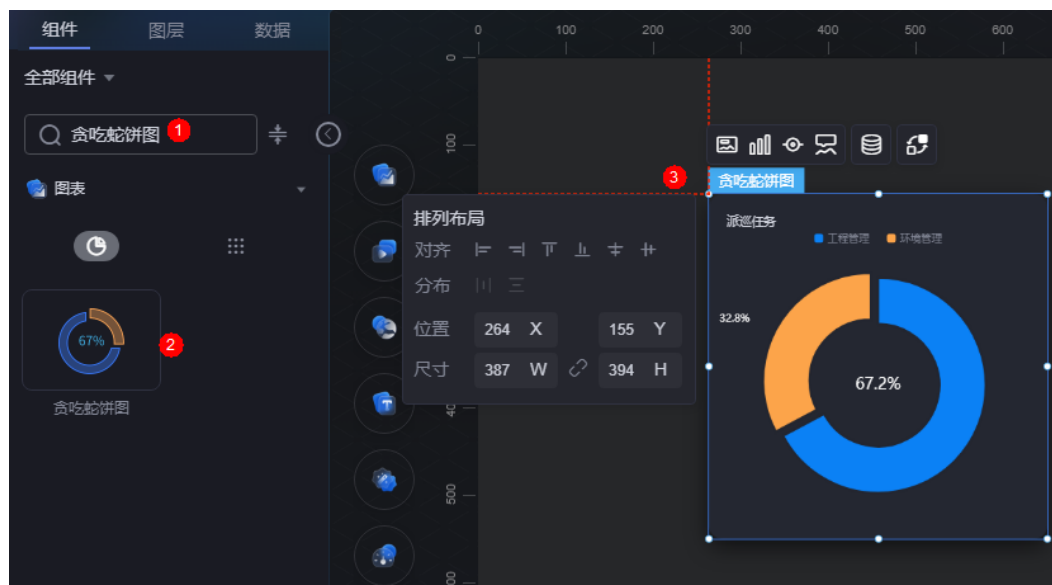 组件 图层 数据
全部组件
贪吃蛇饼图 1
图表
67%
2
贪吃蛇饼图
0 100 200 300 400 500 600
0
100
400
500
600
3
贪吃蛇饼图
排列布局
对齐
分布
位置 264 X 155 Y
尺寸 387 W 394 H
派巡任务
工程管理 环境管理
32.8%
67.2%